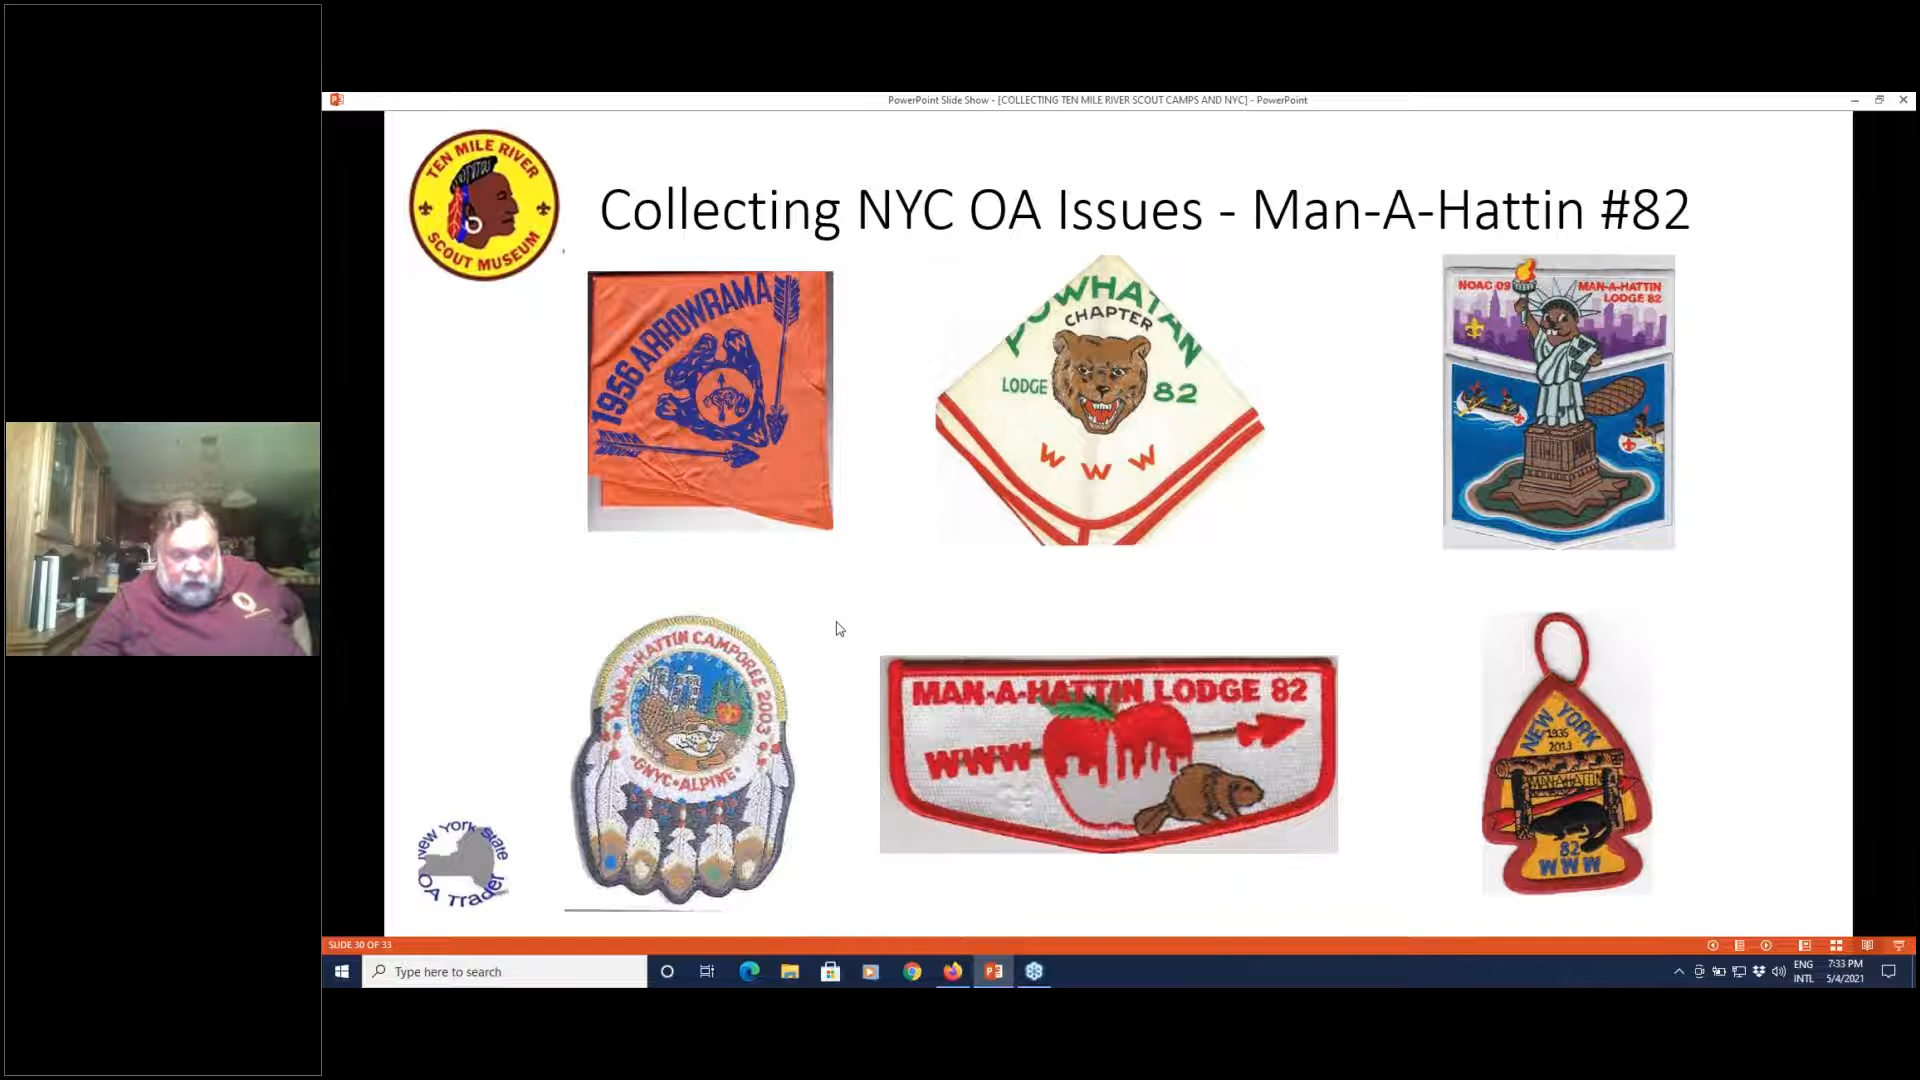 PowerPoint Slide Show - [COLLECTING TEN MILE RIVER SCOUT CAMPS AND NYC] - PowerPoint
TEN MILE RIVER
SCOUT MUSEUM
Collecting NYC OA Issues - Man-A-Hattin #82
1956 ARROWRAMA
W
POWHATAN
CHAPTER
LODGE 82
W W W
NOAC 09
MAN-A-HATTIN
LODGE 82
MAN-A-HATTIN CAMPOREE 2003
GNYC•ALPINE
MAN-A-HATTIN LODGE 82
WWW
NEW YORK
1935
2013
MAN-A-HATTIN
82
WWW
New York State
OA Trader
SLIDE 30 OF 33
Type here to search
ENG
INTL
7:33 PM
5/4/2021